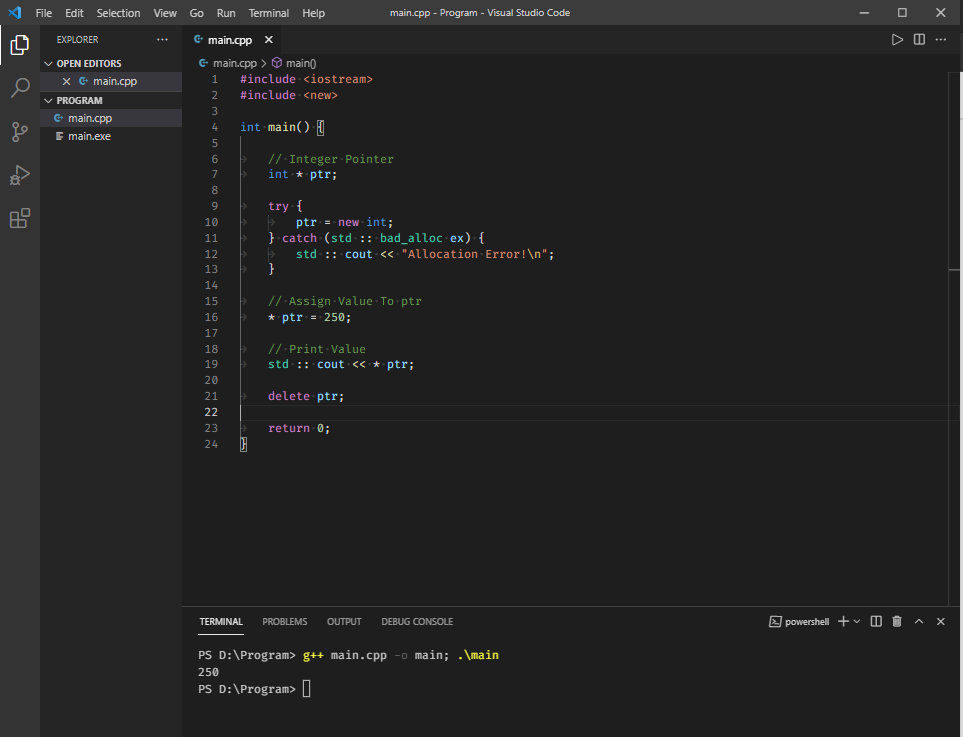 File Edit Selection View Go Run Terminal Help main.cpp - Program - Visual Studio Code
EXPLORER
OPEN EDITORS
main.cpp
PROGRAM
main.cpp
main.exe
main.cpp
main.cpp > main()
1 #include <iostream>
2 #include <new>
3
4 int main() {
5
6 // Integer Pointer
7 int * ptr;
8
9 try {
10 ptr = new int;
11 } catch (std :: bad_alloc ex) {
12 std :: cout << "Allocation Error!\n";
13 }
14
15 // Assign Value To ptr
16 * ptr = 250;
17
18 // Print Value
19 std :: cout << * ptr;
20
21 delete ptr;
22
23 return 0;
24 }
TERMINAL PROBLEMS OUTPUT DEBUG CONSOLE powershell
PS D:\Program> g++ main.cpp -o main; .\main
250
PS D:\Program>